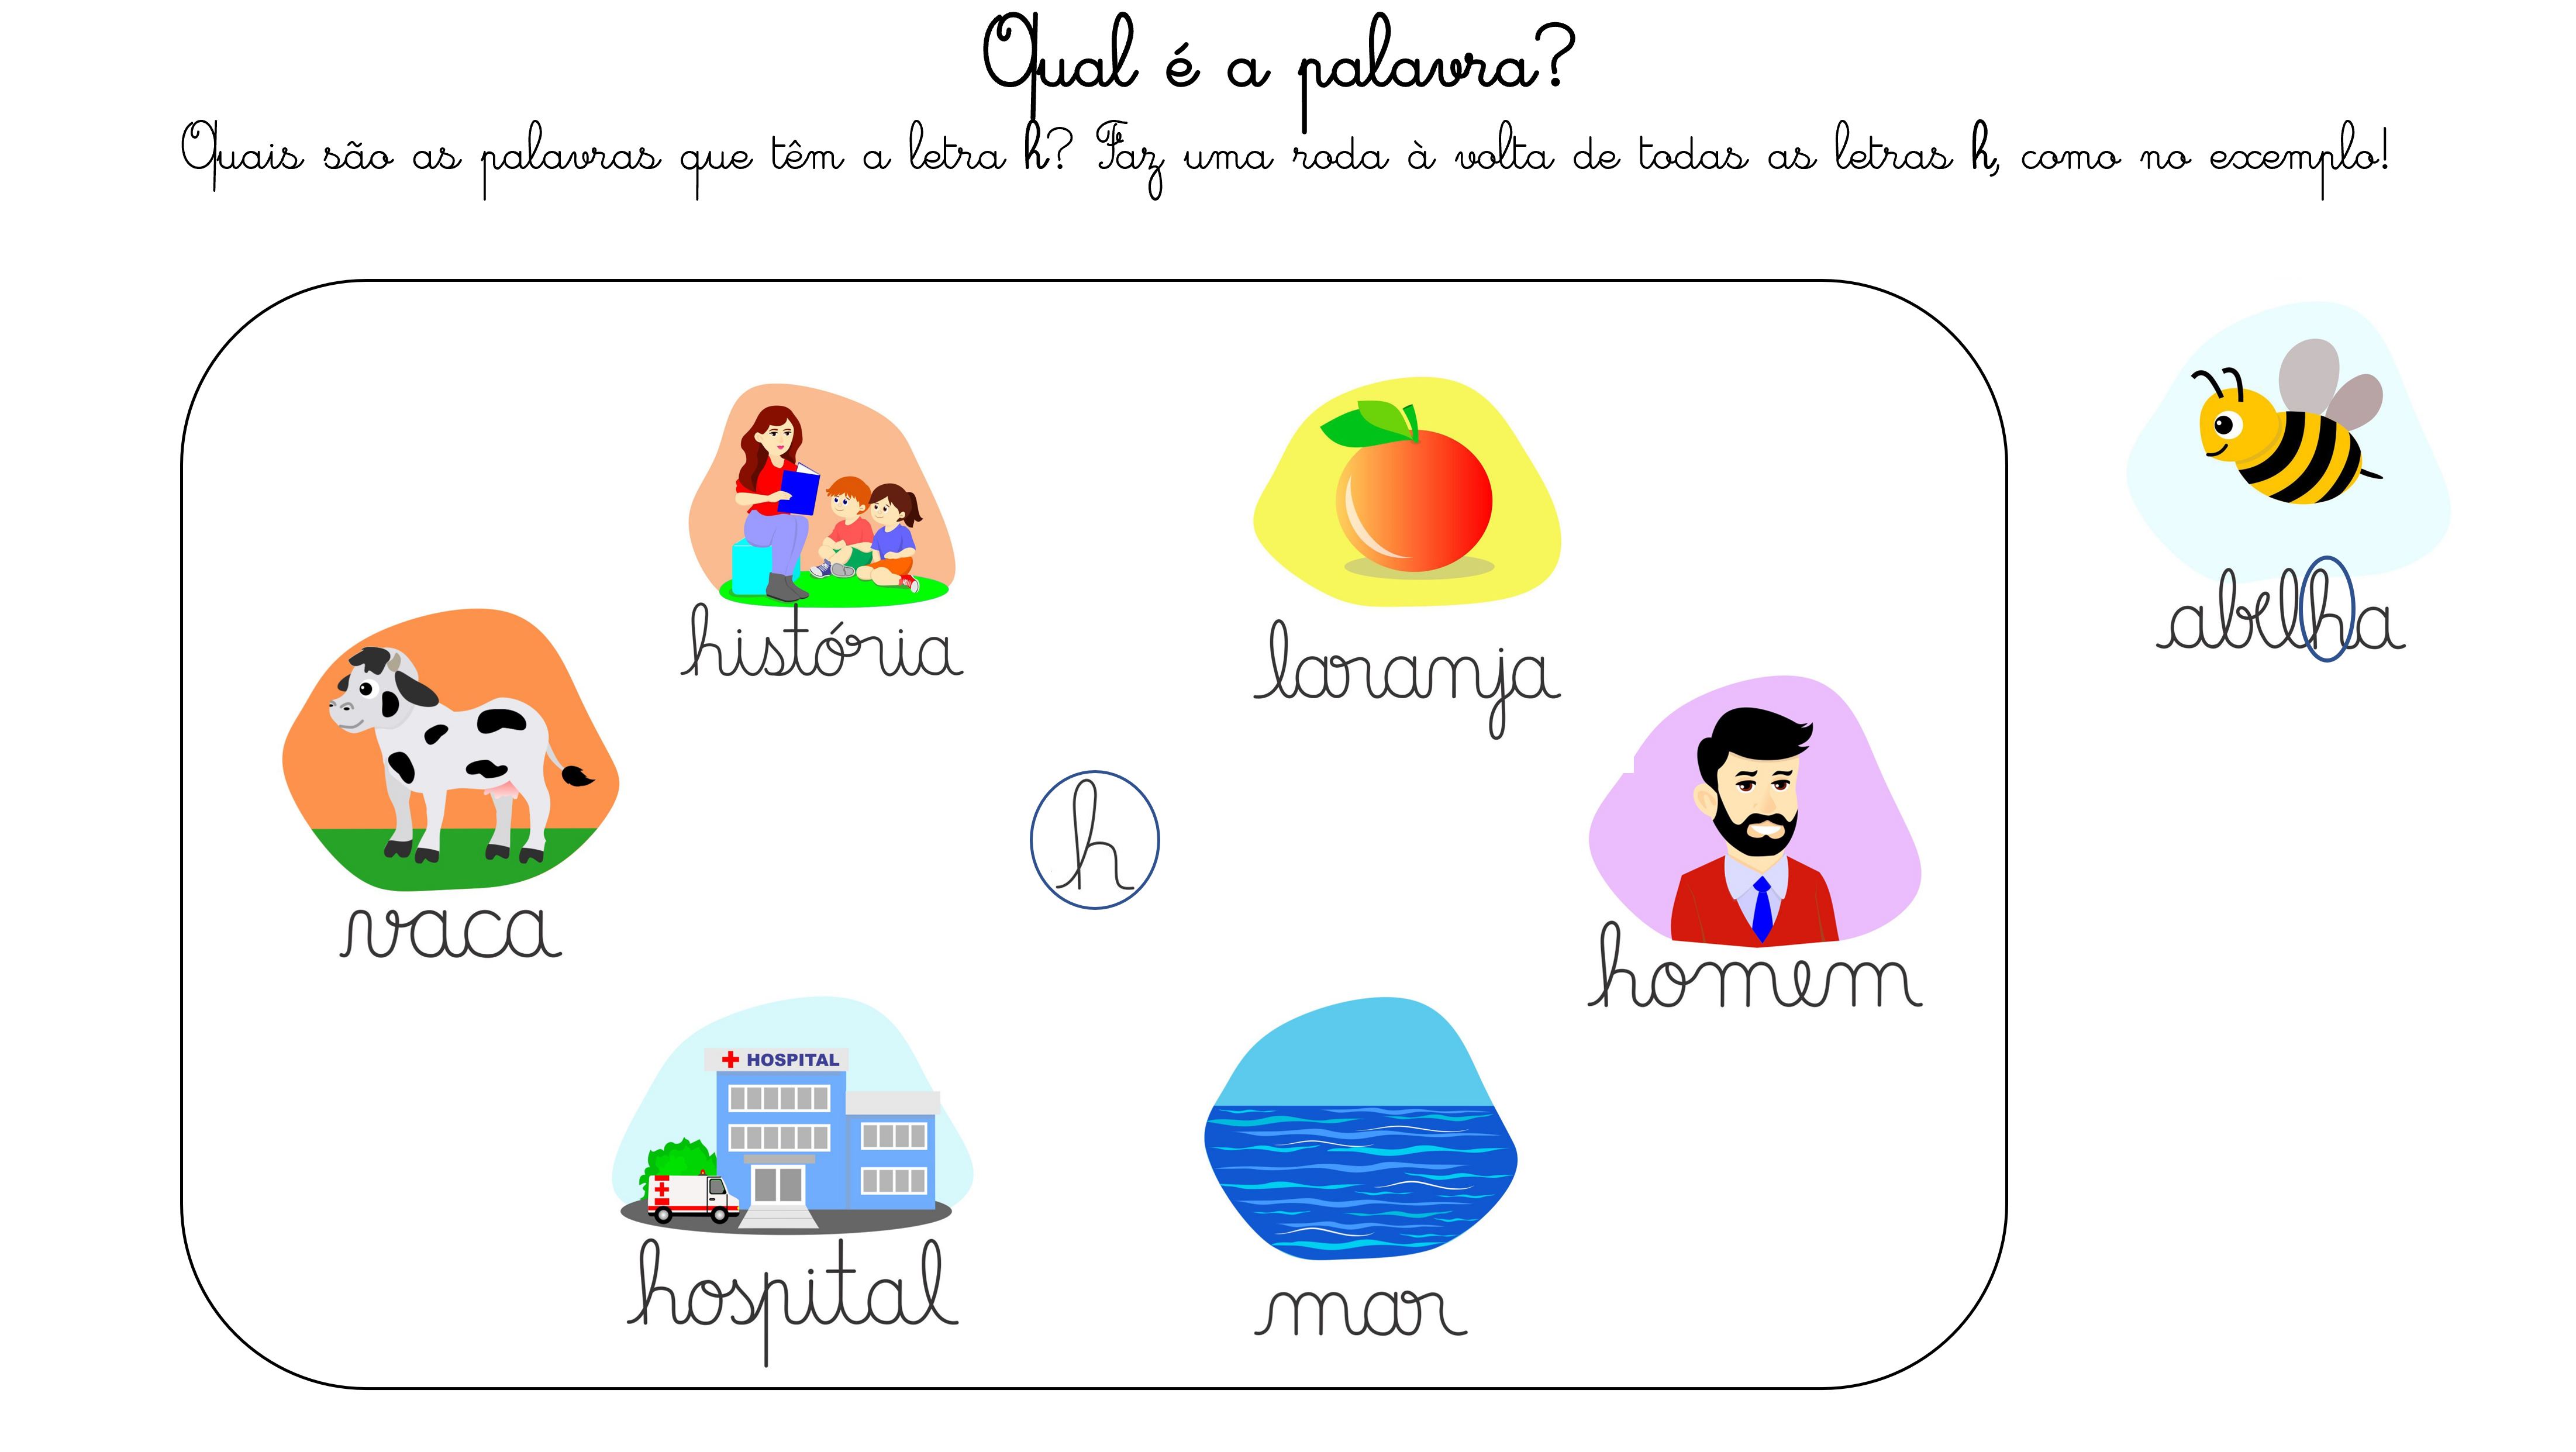 Qual é a palavra?
Quais são as palavras que têm a letra h? Faz uma roda à volta de todas as letras h, como no exemplo!
história
laranja
abelha
vaca
h
homem
HOSPITAL
hospital
mar